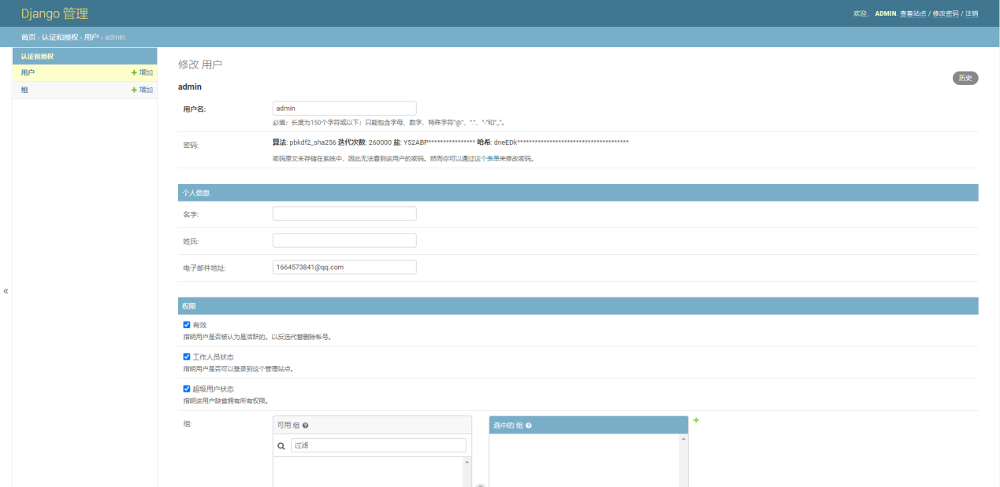 Django 管理
欢迎， ADMIN. 查看站点 / 修改密码 / 注销
首页 › 认证和授权 › 用户 › admin
认证和授权
用户 + 增加
组 + 增加
«
修改 用户
历史
admin
用户名: admin
必填；长度为150个字符或以下；只能包含字母、数字、特殊字符“@”、“.”、“-”和“_”。
密码: 算法: pbkdf2_sha256 迭代次数: 260000 盐: Y52ABP**************** 哈希: dneEDk**************************************
密码原文未存储在系统中，因此无法看到该用户的密码。然而你可以通过这个表单来修改密码。
个人信息
名字:
姓氏:
电子邮件地址: 1664573841@qq.com
权限
有效
指明用户是否被认为是活跃的。以反选代替删除帐号。
工作人员状态
指明用户是否可以登录到这个管理站点。
超级用户状态
指明该用户缺省拥有所有权限。
组: 可用 组 选中的 组
过滤